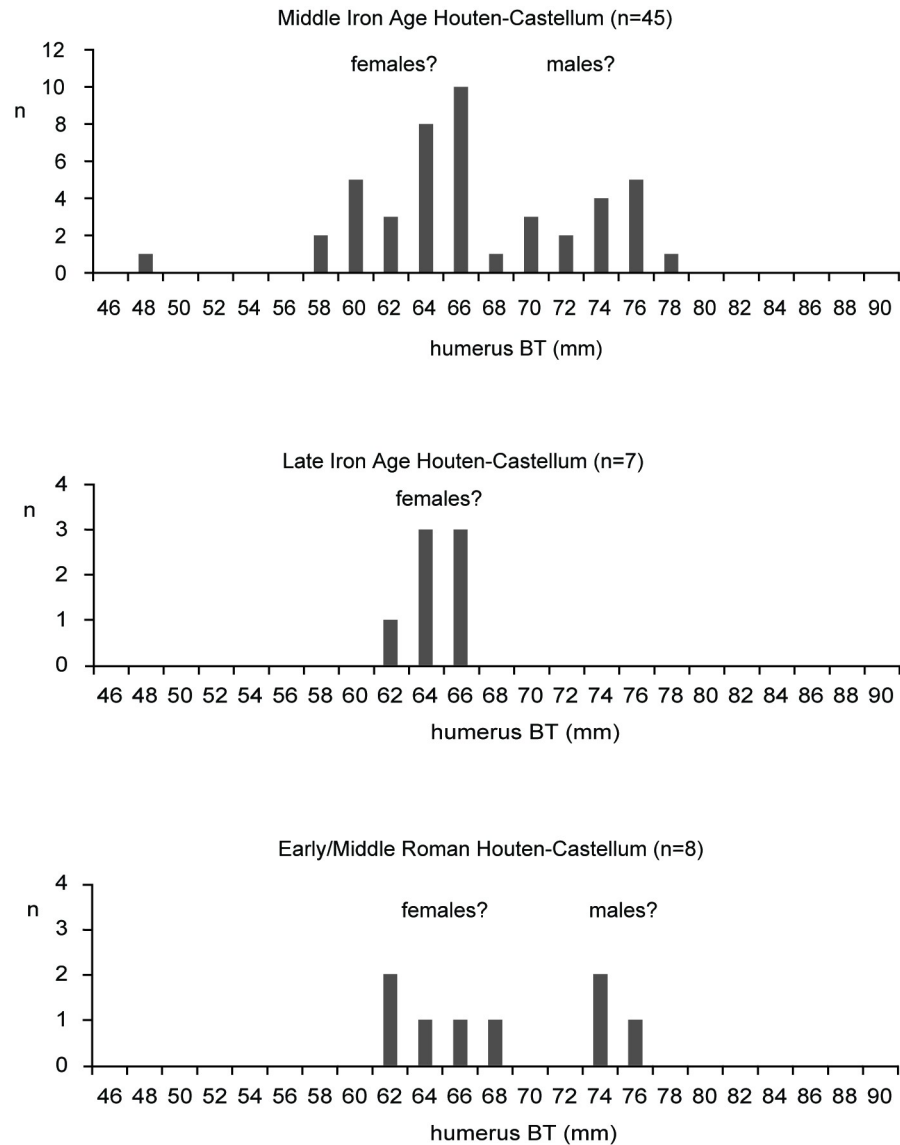 Middle Iron Age Houten-Castellum (n=45)
females? males?
n
12
10
8
6
4
2
0
46 48 50 52 54 56 58 60 62 64 66 68 70 72 74 76 78 80 82 84 86 90
humerus BT (mm)
Late Iron Age Houten-Castellum (n=7)
females?
n
4
3
2
1
0
46 48 50 52 54 56 58 60 62 64 66 68 70 72 74 76 78 80 82 84 86 90
humerus BT (mm)
Early/Middle Roman Houten-Castellum (n=8)
females? males?
n
4
3
2
1
0
46 48 50 52 54 56 58 60 62 64 66 68 70 72 74 76 78 80 82 84 86 90
humerus BT (mm)